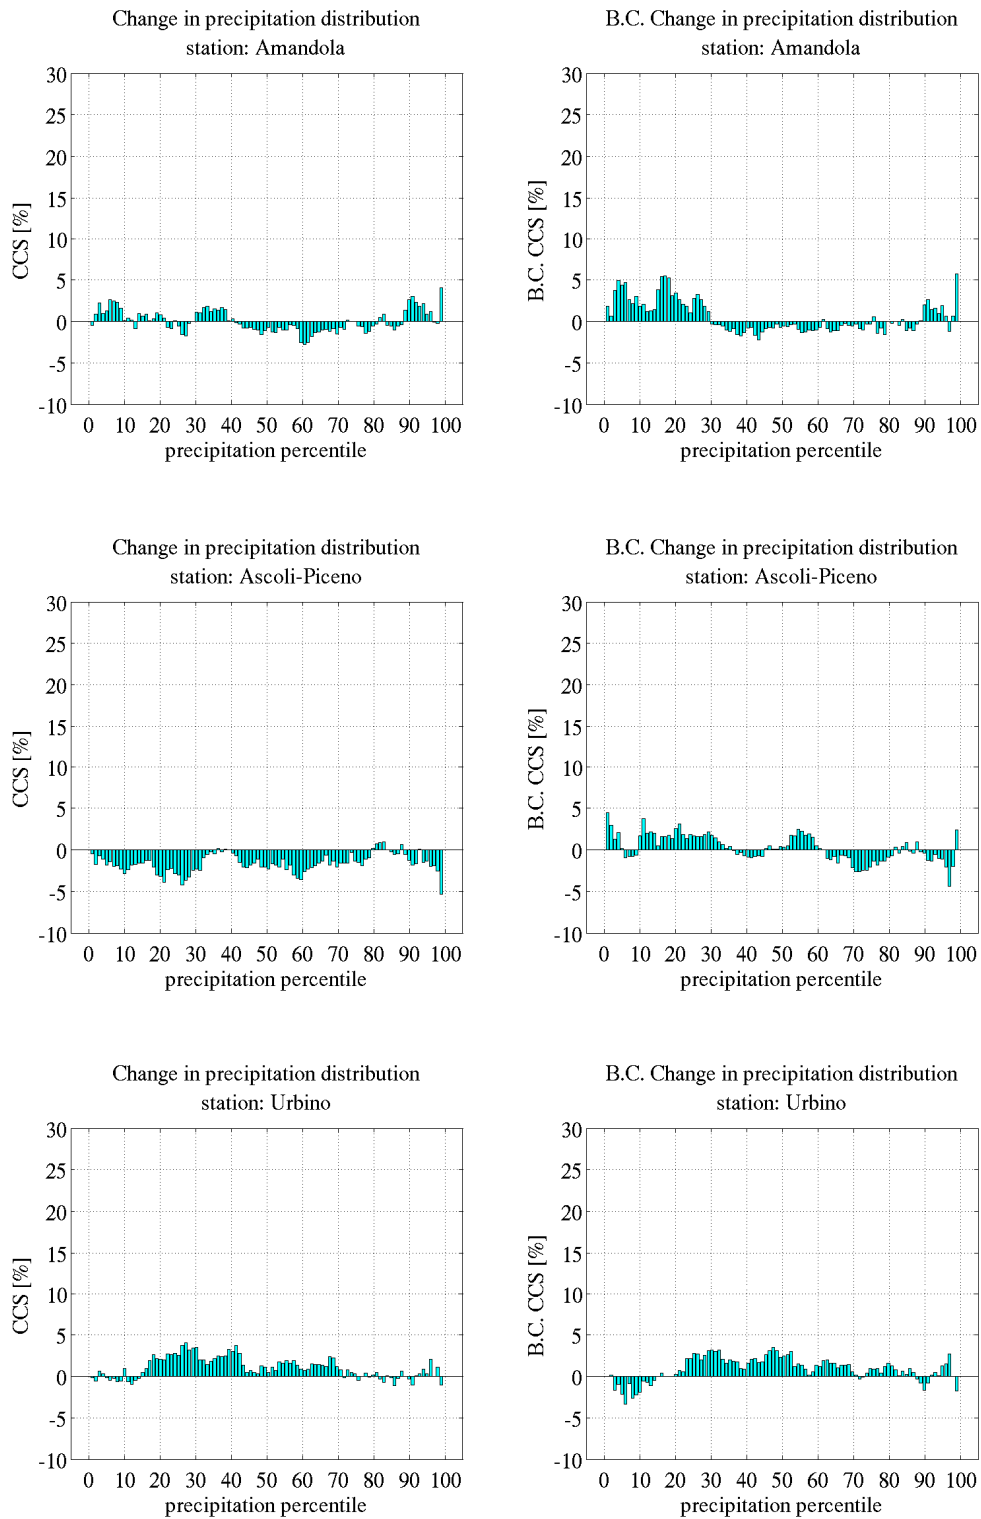 Change in precipitation distribution
station: Amandola
CCS [%]
30
25
20
15
10
5
0
-5
-10
0 10 20 30 40 50 60 70 80 90 100
precipitation percentile
B.C. Change in precipitation distribution
station: Amandola
B.C. CCS [%]
30
25
20
15
10
5
0
-5
-10
0 10 20 30 40 50 60 70 80 90 100
precipitation percentile
Change in precipitation distribution
station: Ascoli-Piceno
CCS [%]
30
25
20
15
10
5
0
-5
-10
0 10 20 30 40 50 60 70 80 90 100
precipitation percentile
B.C. Change in precipitation distribution
station: Ascoli-Piceno
B.C. CCS [%]
30
25
20
15
10
5
0
-5
-10
0 10 20 30 40 50 60 70 80 90 100
precipitation percentile
Change in precipitation distribution
station: Urbino
CCS [%]
30
25
20
15
10
5
0
-5
-10
0 10 20 30 40 50 60 70 80 90 100
precipitation percentile
B.C. Change in precipitation distribution
station: Urbino
B.C. CCS [%]
30
25
20
15
10
5
0
-5
-10
0 10 20 30 40 50 60 70 80 90 100
precipitation percentile